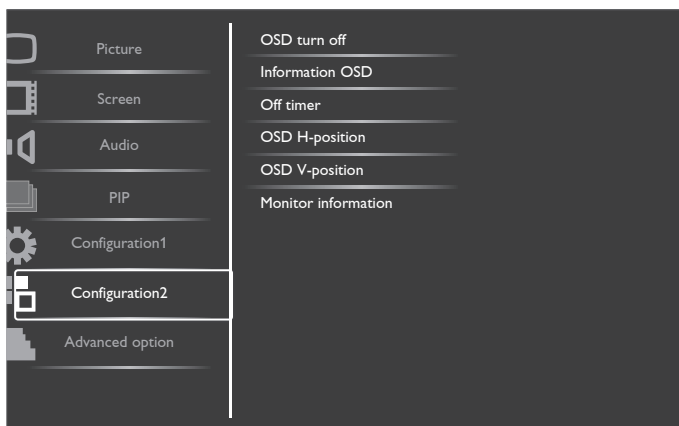 Picture
Screen
Audio
PIP
Configuration1
Configuration2
Advanced option
OSD turn off
Information OSD
Off timer
OSD H-position
OSD V-position
Monitor information